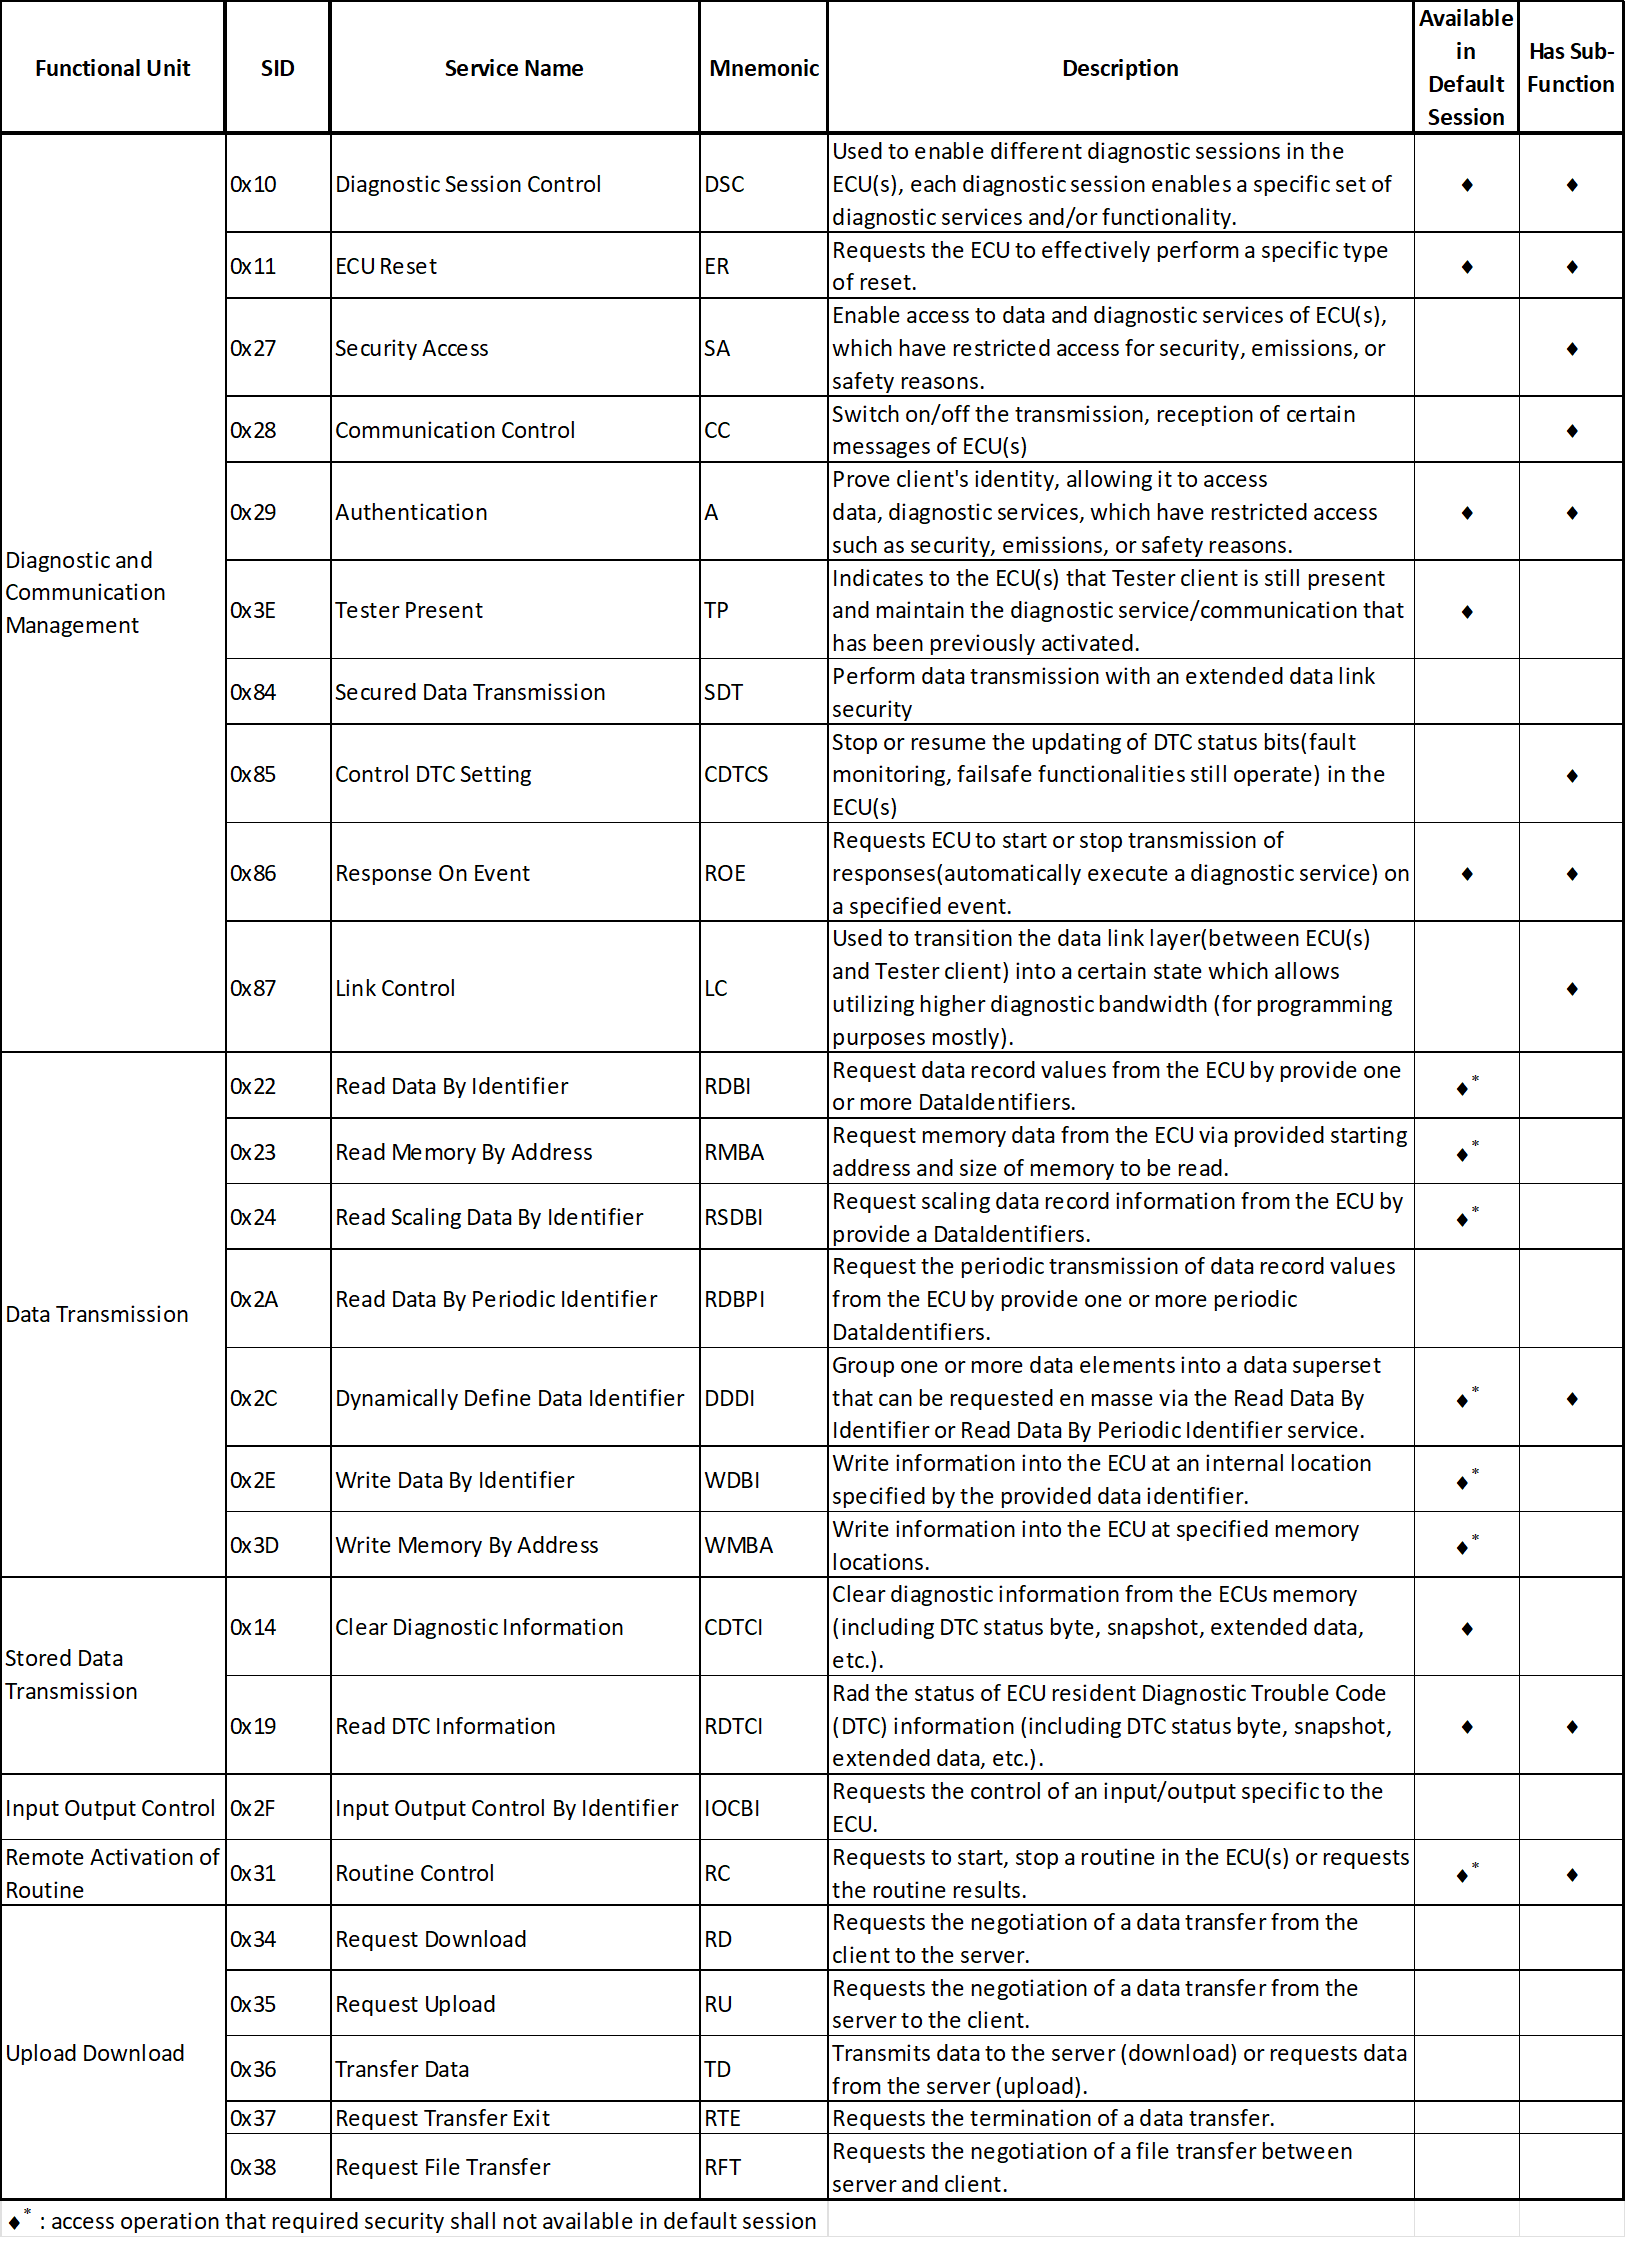 Functional Unit
SID
Service Name
Mnemonic
Description
Available
in
Default
Session
Has Sub-
Function
Diagnostic and
Communication
Management
0x10
Diagnostic Session Control
DSC
Used to enable different diagnostic sessions in the
ECU(s), each diagnostic session enables a specific set of
diagnostic services and/or functionality.
♦
♦
0x11
ECU Reset
ER
Requests the ECU to effectively perform a specific type
of reset.
♦
♦
0x27
Security Access
SA
Enable access to data and diagnostic services of ECU(s),
which have restricted access for security, emissions, or
safety reasons.
♦
0x28
Communication Control
CC
Switch on/off the transmission, reception of certain
messages of ECU(s)
♦
0x29
Authentication
A
Prove client's identity, allowing it to access
data, diagnostic services, which have restricted access
such as security, emissions, or safety reasons.
♦
♦
0x3E
Tester Present
TP
Indicates to the ECU(s) that Tester client is still present
and maintain the diagnostic service/communication that
has been previously activated.
♦
0x84
Secured Data Transmission
SDT
Perform data transmission with an extended data link
security
0x85
Control DTC Setting
CDTCS
Stop or resume the updating of DTC status bits(fault
monitoring, failsafe functionalities still operate) in the
ECU(s)
♦
0x86
Response On Event
ROE
Requests ECU to start or stop transmission of
responses(automatically execute a diagnostic service) on
a specified event.
♦
♦
0x87
Link Control
LC
Used to transition the data link layer(between ECU(s)
and Tester client) into a certain state which allows
utilizing higher diagnostic bandwidth (for programming
purposes mostly).
♦
Data Transmission
0x22
Read Data By Identifier
RDBI
Request data record values from the ECU by provide one
or more DataIdentifiers.
♦*
0x23
Read Memory By Address
RMBA
Request memory data from the ECU via provided starting
address and size of memory to be read.
♦*
0x24
Read Scaling Data By Identifier
RSDBI
Request scaling data record information from the ECU by
provide a DataIdentifiers.
♦*
0x2A
Read Data By Periodic Identifier
RDBPI
Request the periodic transmission of data record values
from the ECU by provide one or more periodic
DataIdentifiers.
0x2C
Dynamically Define Data Identifier
DDDI
Group one or more data elements into a data superset
that can be requested en masse via the Read Data By
Identifier or Read Data By Periodic Identifier service.
♦*
♦
0x2E
Write Data By Identifier
WDBI
Write information into the ECU at an internal location
specified by the provided data identifier.
♦*
0x3D
Write Memory By Address
WMBA
Write information into the ECU at specified memory
locations.
♦*
Stored Data
Transmission
0x14
Clear Diagnostic Information
CDTCI
Clear diagnostic information from the ECUs memory
(including DTC status byte, snapshot, extended data,
etc.).
♦
0x19
Read DTC Information
RDTCI
Rad the status of ECU resident Diagnostic Trouble Code
(DTC) information (including DTC status byte, snapshot,
extended data, etc.).
♦
♦
Input Output Control
0x2F
Input Output Control By Identifier
IOCBI
Requests the control of an input/output specific to the
ECU.
Remote Activation of
Routine
0x31
Routine Control
RC
Requests to start, stop a routine in the ECU(s) or requests
the routine results.
♦*
♦
Upload Download
0x34
Request Download
RD
Requests the negotiation of a data transfer from the
client to the server.
0x35
Request Upload
RU
Requests the negotiation of a data transfer from the
server to the client.
0x36
Transfer Data
TD
Transmits data to the server (download) or requests data
from the server (upload).
0x37
Request Transfer Exit
RTE
Requests the termination of a data transfer.
0x38
Request File Transfer
RFT
Requests the negotiation of a file transfer between
server and client.
♦* : access operation that required security shall not available in default session